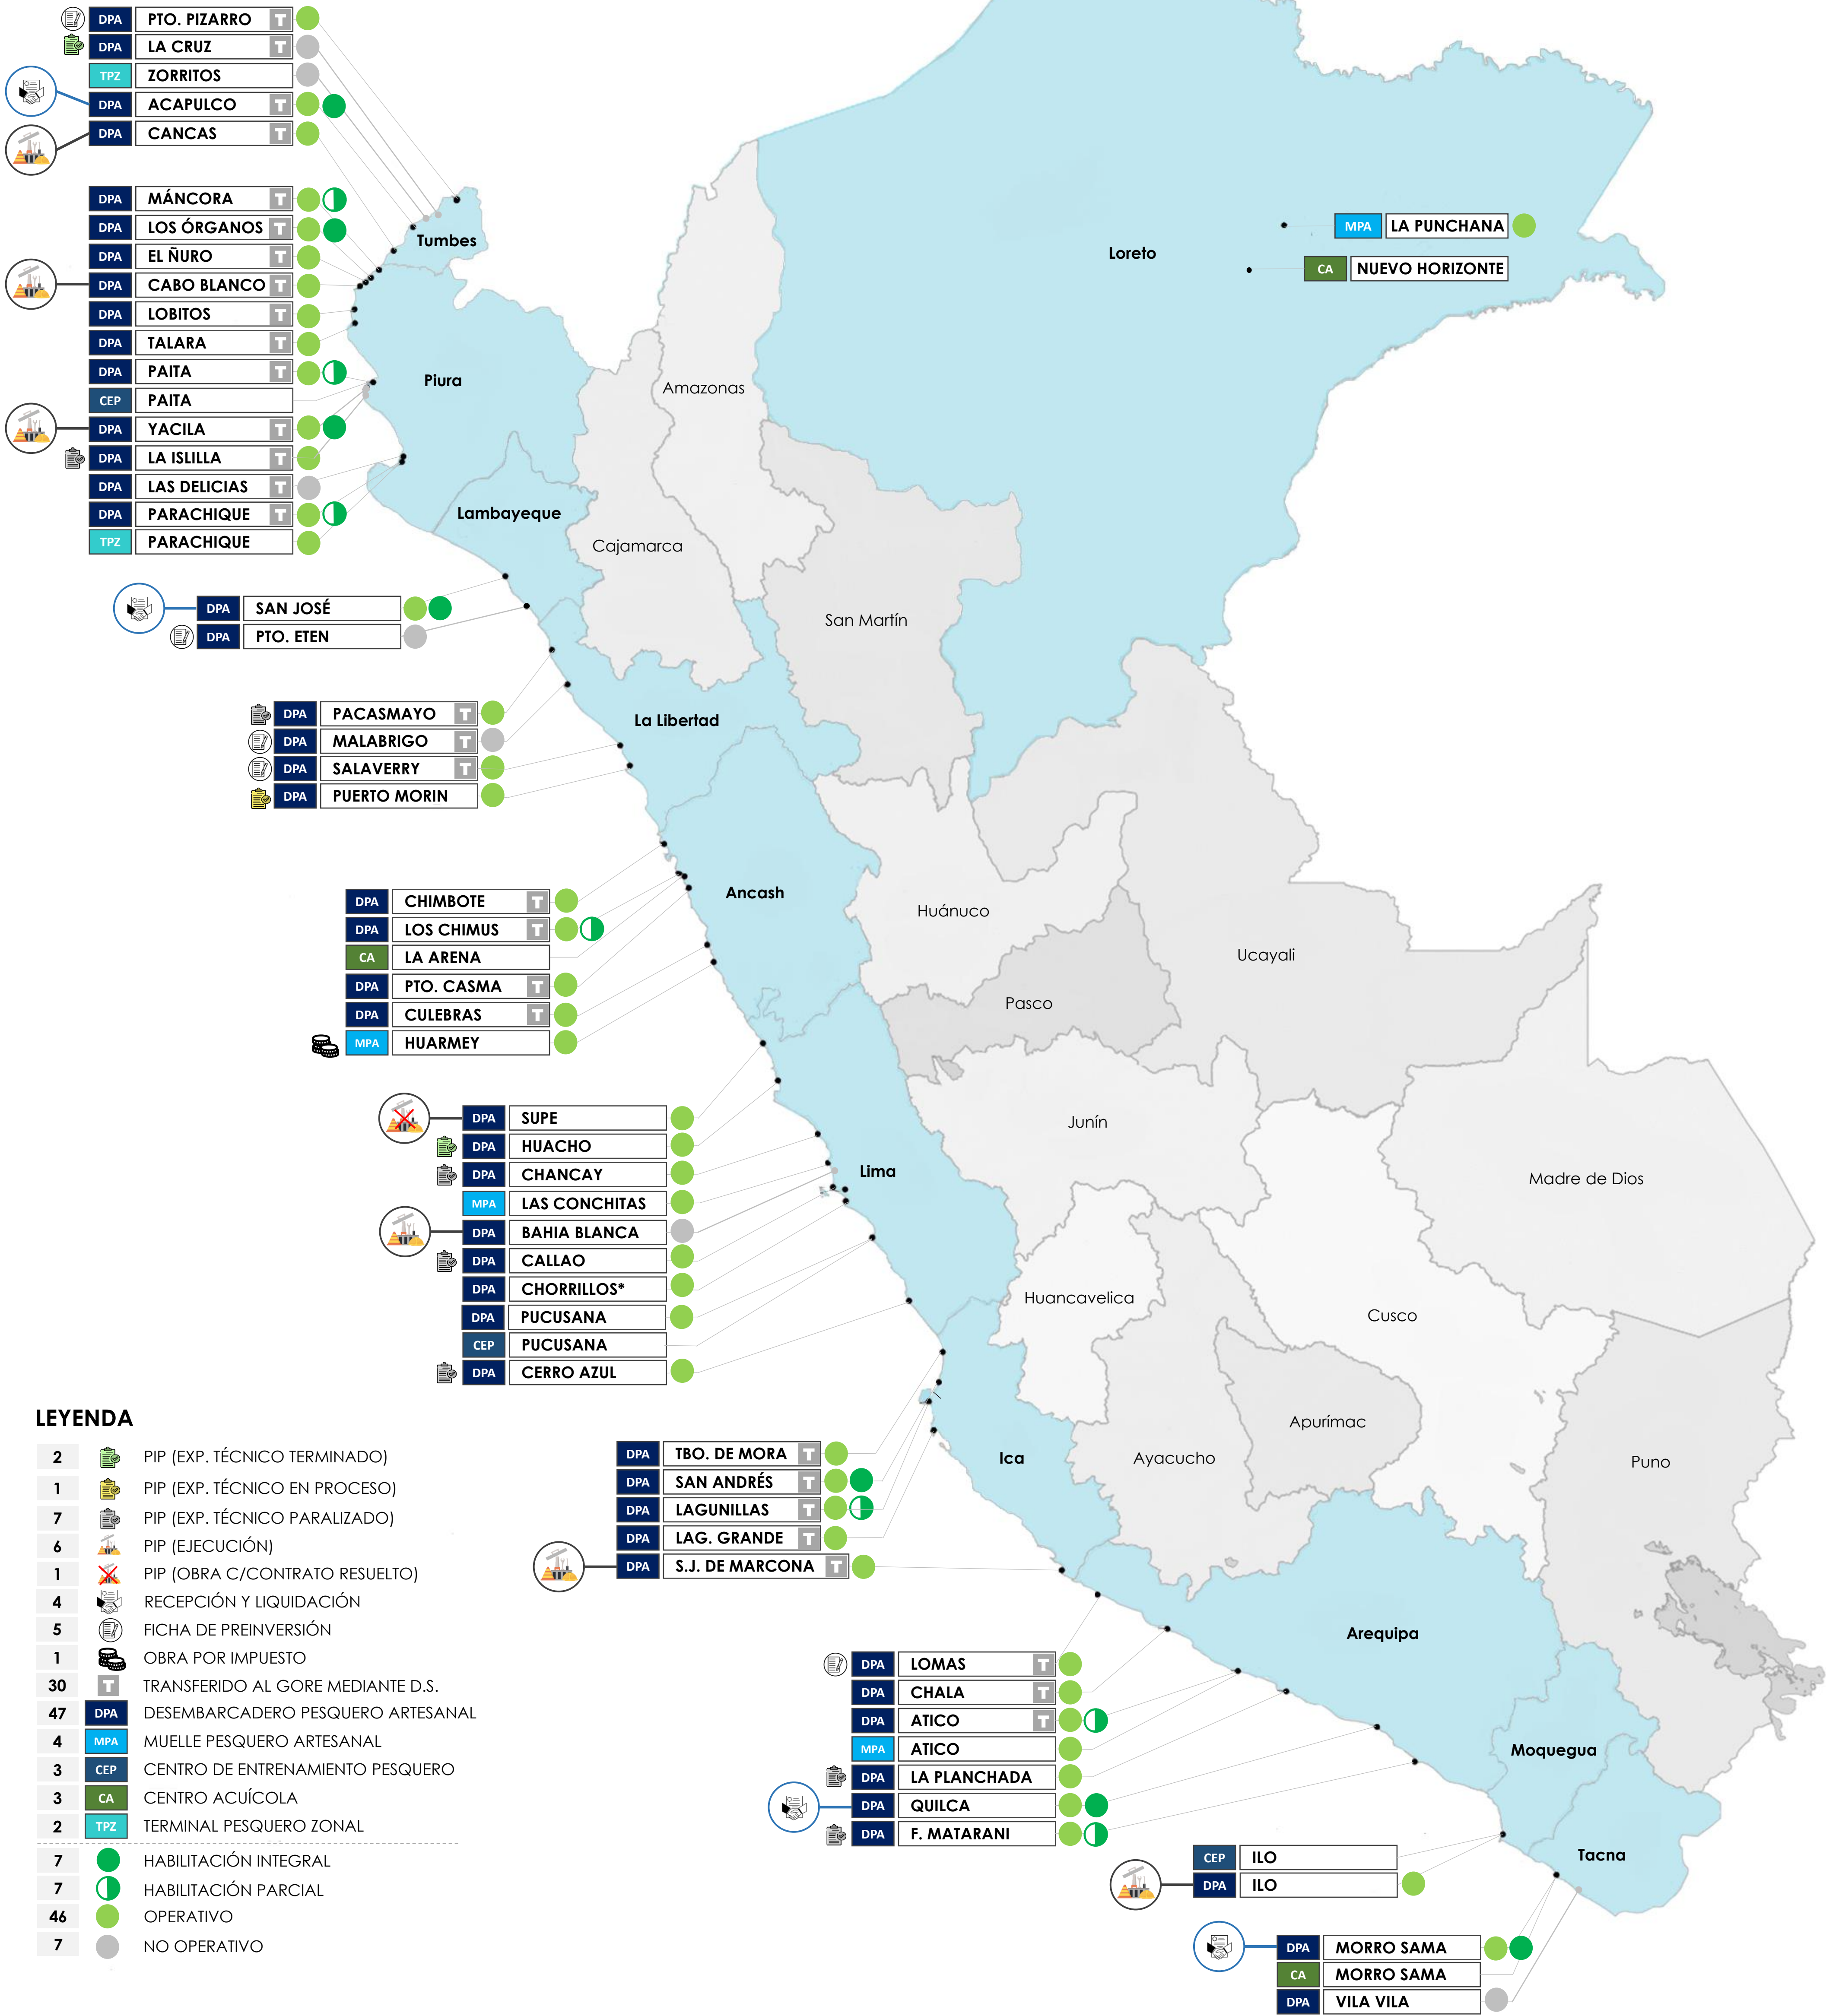 DPA PTO. PIZARRO T
DPA LA CRUZ T
TPZ ZORRITOS
DPA ACAPULCO T
DPA CANCAS T
DPA MÁNCORA T
DPA LOS ÓRGANOS T
DPA EL ÑURO T
DPA CABO BLANCO T
DPA LOBITOS T
DPA TALARA T
DPA PAITA T
CEP PAITA
DPA YACILA T
DPA LA ISLILLA T
DPA LAS DELICIAS T
DPA PARACHIQUE T
TPZ PARACHIQUE
DPA SAN JOSÉ
DPA PTO. ETEN
DPA PACASMAYO T
DPA MALABRIGO T
DPA SALAVERRY T
DPA PUERTO MORIN
DPA CHIMBOTE T
DPA LOS CHIMUS T
CA LA ARENA
DPA PTO. CASMA T
DPA CULEBRAS T
MPA HUARMEY
DPA SUPE
DPA HUACHO
DPA CHANCAY
MPA LAS CONCHITAS
DPA BAHIA BLANCA
DPA CALLAO
DPA CHORRILLOS*
DPA PUCUSANA
CEP PUCUSANA
DPA CERRO AZUL
DPA TBO. DE MORA T
DPA SAN ANDRÉS T
DPA LAGUNILLAS T
DPA LAG. GRANDE T
DPA S.J. DE MARCONA T
DPA LOMAS T
DPA CHALA T
DPA ATICO T
MPA ATICO
DPA LA PLANCHADA
DPA QUILCA
DPA F. MATARANI
CEP ILO
DPA ILO
DPA MORRO SAMA
CA MORRO SAMA
DPA VILA VILA
MPA LA PUNCHANA
CA NUEVO HORIZONTE
Tumbes
Piura
Lambayeque
Cajamarca
Amazonas
Loreto
San Martín
La Libertad
Ancash
Huánuco
Pasco
Ucayali
Lima
Junín
Madre de Dios
Huancavelica
Cusco
Ica
Ayacucho
Apurímac
Puno
Arequipa
Moquegua
Tacna
LEYENDA
2 PIP (EXP. TÉCNICO TERMINADO)
1 PIP (EXP. TÉCNICO EN PROCESO)
7 PIP (EXP. TÉCNICO PARALIZADO)
6 PIP (EJECUCIÓN)
1 PIP (OBRA C/CONTRATO RESUELTO)
4 RECEPCIÓN Y LIQUIDACIÓN
5 FICHA DE PREINVERSIÓN
1 OBRA POR IMPUESTO
30 T TRANSFERIDO AL GORE MEDIANTE D.S.
47 DPA DESEMBARCADERO PESQUERO ARTESANAL
4 MPA MUELLE PESQUERO ARTESANAL
3 CEP CENTRO DE ENTRENAMIENTO PESQUERO
3 CA CENTRO ACUÍCOLA
2 TPZ TERMINAL PESQUERO ZONAL
7 HABILITACIÓN INTEGRAL
7 HABILITACIÓN PARCIAL
46 OPERATIVO
7 NO OPERATIVO